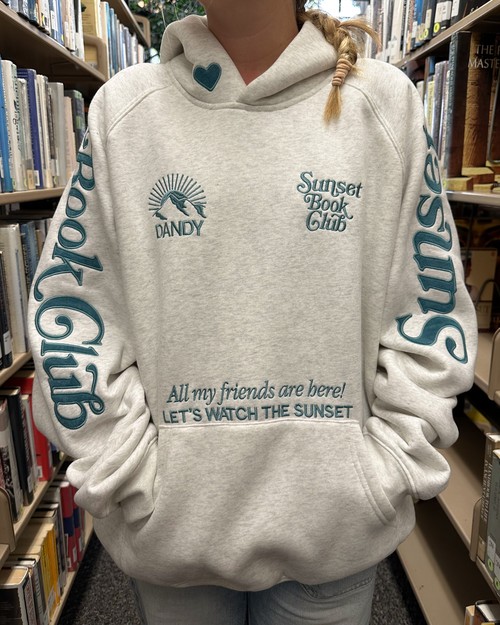 DANDY
Sunset
Book
Club
All my friends are here!
LET'S WATCH THE SUNSET
Book Club
Sunset